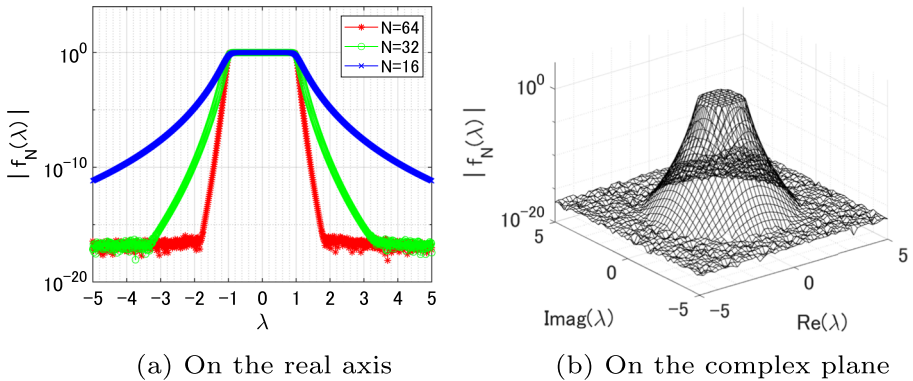 | f_N(λ) |
10^0
10^-10
10^-20
-5 -4 -3 -2 -1 0 1 2 3 4 5
λ
N=64
N=32
N=16
(a) On the real axis
| f_N(λ) |
10^0
10^-20
5
0
-5
Imag(λ)
-5
0
5
Re(λ)
(b) On the complex plane